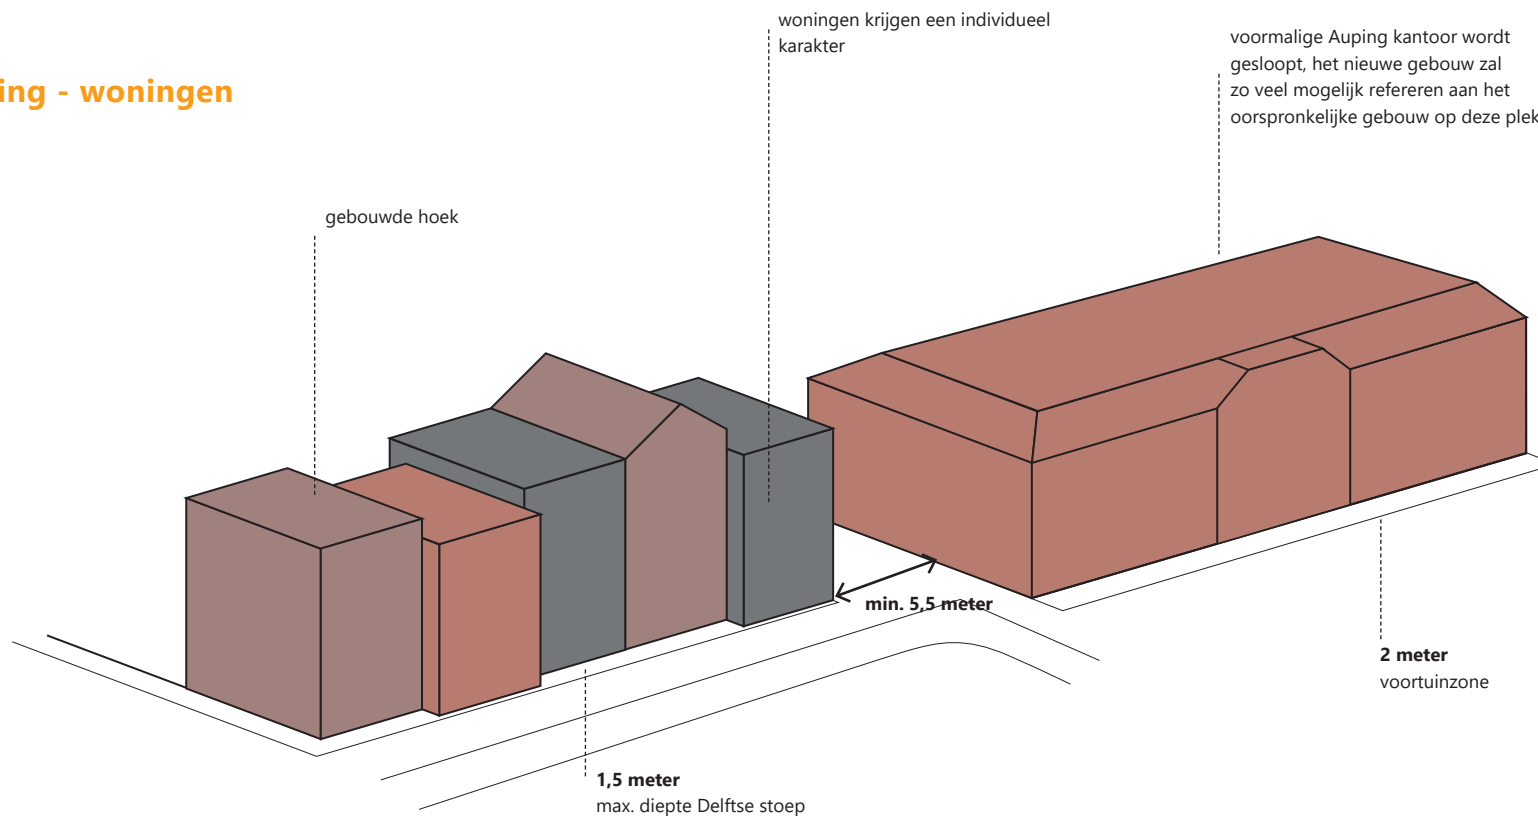 woningen krijgen een individueel
karakter
voormalige Auping kantoor wordt
gesloopt, het nieuwe gebouw zal
zo veel mogelijk refereren aan het
oorspronkelijke gebouw op deze plek
ing - woningen
gebouwde hoek
min. 5,5 meter
2 meter
voortuinzone
1,5 meter
max. diepte Delftse stoep